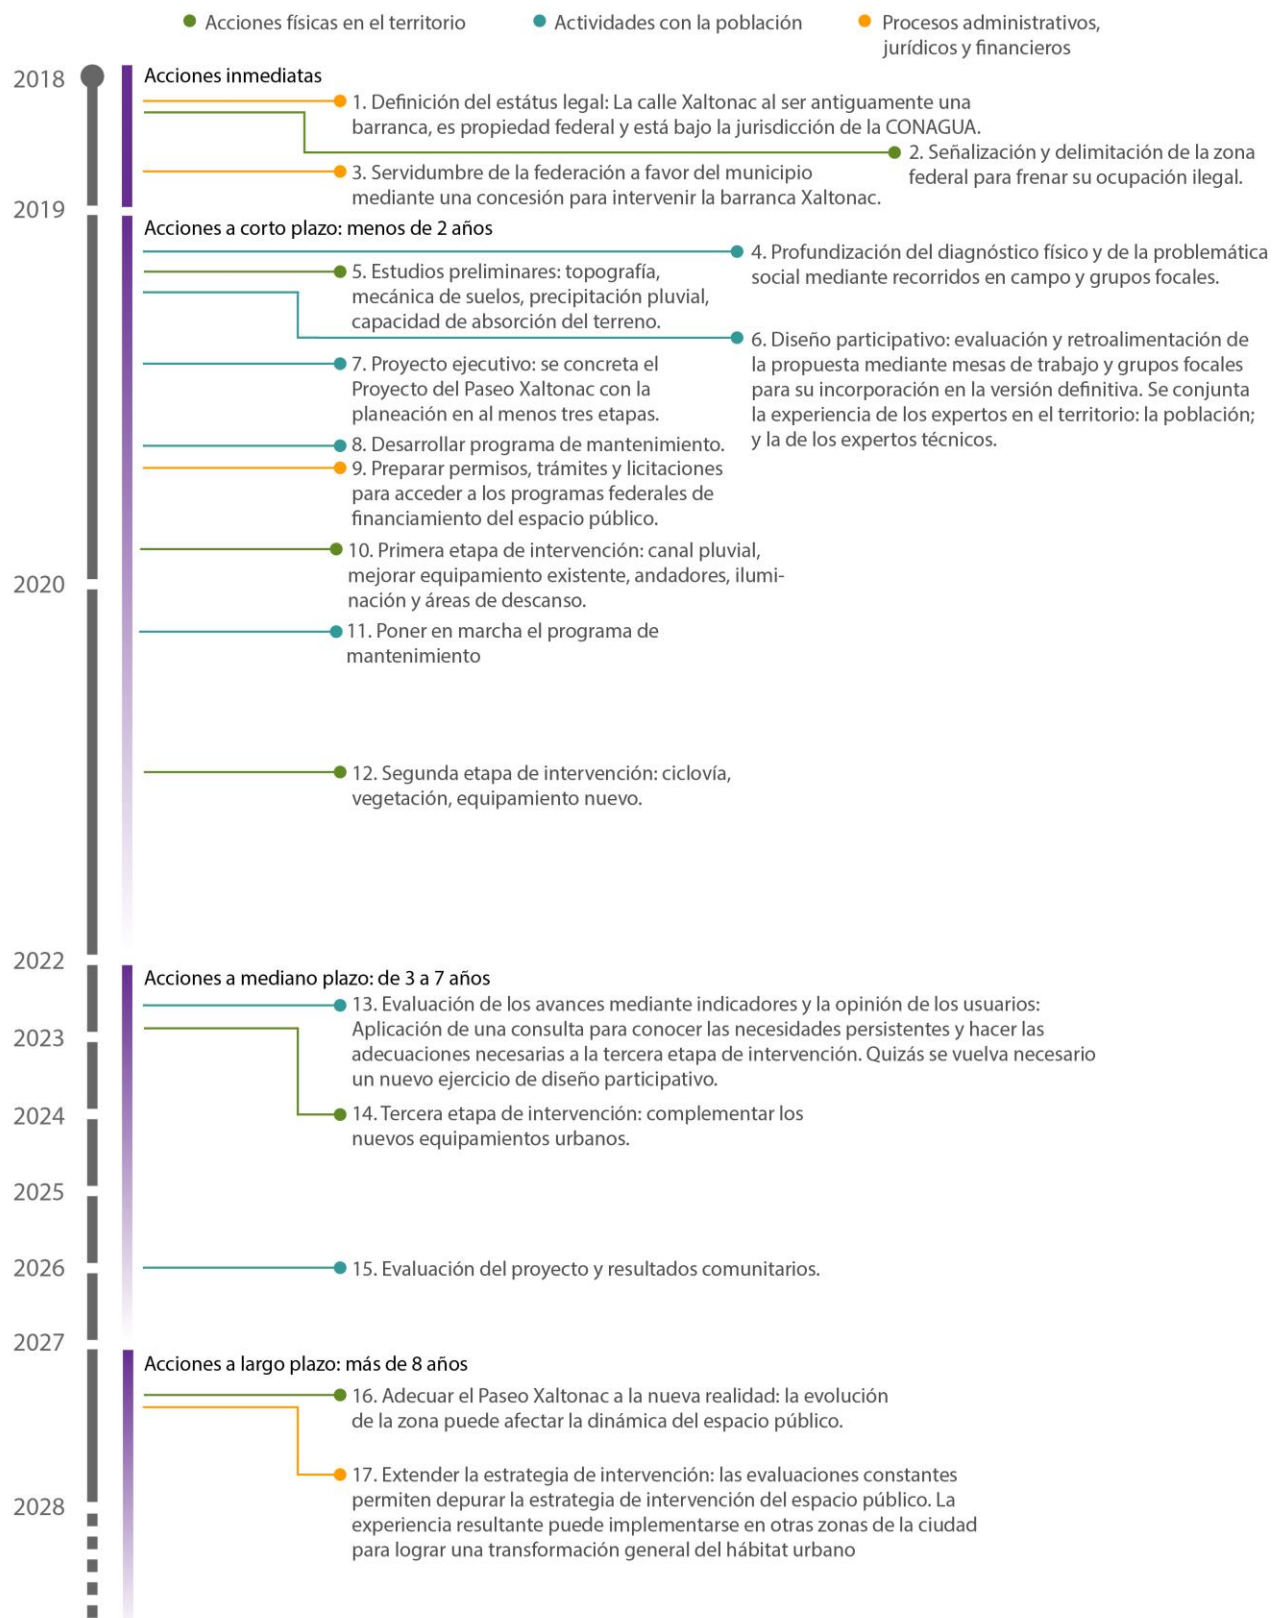 Acciones físicas en el territorio
Actividades con la población
Procesos administrativos,
jurídicos y financieros
2018
Acciones inmediatas
1. Definición del estátus legal: La calle Xaltonac al ser antiguamente una
barranca, es propiedad federal y está bajo la jurisdicción de la CONAGUA.
2. Señalización y delimitación de la zona
federal para frenar su ocupación ilegal.
3. Servidumbre de la federación a favor del municipio
mediante una concesión para intervenir la barranca Xaltonac.
2019
Acciones a corto plazo: menos de 2 años
4. Profundización del diagnóstico físico y de la problemática
social mediante recorridos en campo y grupos focales.
5. Estudios preliminares: topografía,
mecánica de suelos, precipitación pluvial,
capacidad de absorción del terreno.
6. Diseño participativo: evaluación y retroalimentación de
la propuesta mediante mesas de trabajo y grupos focales
para su incorporación en la versión definitiva. Se conjunta
la experiencia de los expertos en el territorio: la población;
y la de los expertos técnicos.
7. Proyecto ejecutivo: se concreta el
Proyecto del Paseo Xaltonac con la
planeación en al menos tres etapas.
8. Desarrollar programa de mantenimiento.
9. Preparar permisos, trámites y licitaciones
para acceder a los programas federales de
financiamiento del espacio público.
10. Primera etapa de intervención: canal pluvial,
mejorar equipamiento existente, andadores, ilumi-
nación y áreas de descanso.
2020
11. Poner en marcha el programa de
mantenimiento
12. Segunda etapa de intervención: ciclovía,
vegetación, equipamiento nuevo.
2022
Acciones a mediano plazo: de 3 a 7 años
13. Evaluación de los avances mediante indicadores y la opinión de los usuarios:
Aplicación de una consulta para conocer las necesidades persistentes y hacer las
adecuaciones necesarias a la tercera etapa de intervención. Quizás se vuelva necesario
un nuevo ejercicio de diseño participativo.
2023
2024
14. Tercera etapa de intervención: complementar los
nuevos equipamientos urbanos.
2025
2026
15. Evaluación del proyecto y resultados comunitarios.
2027
Acciones a largo plazo: más de 8 años
16. Adecuar el Paseo Xaltonac a la nueva realidad: la evolución
de la zona puede afectar la dinámica del espacio público.
17. Extender la estrategia de intervención: las evaluaciones constantes
permiten depurar la estrategia de intervención del espacio público. La
experiencia resultante puede implementarse en otras zonas de la ciudad
para lograr una transformación general del hábitat urbano
2028